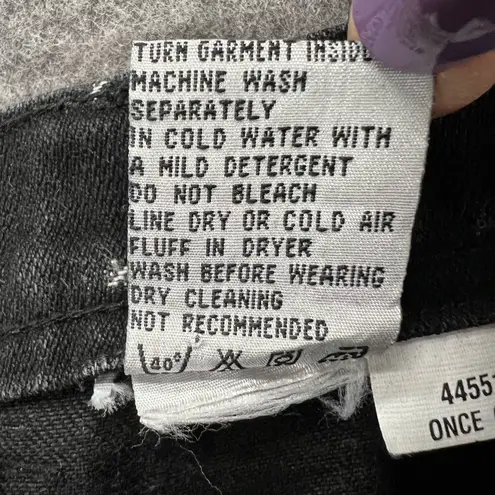 TURN GARMENT INSIDE
MACHINE WASH
SEPARATELY
IN COLD WATER WITH
A MILD DETERGENT
DO NOT BLEACH
LINE DRY OR COLD AIR
FLUFF IN DRYER
WASH BEFORE WEARING
DRY CLEANING
NOT RECOMMENDED
40°
4455
ONCE